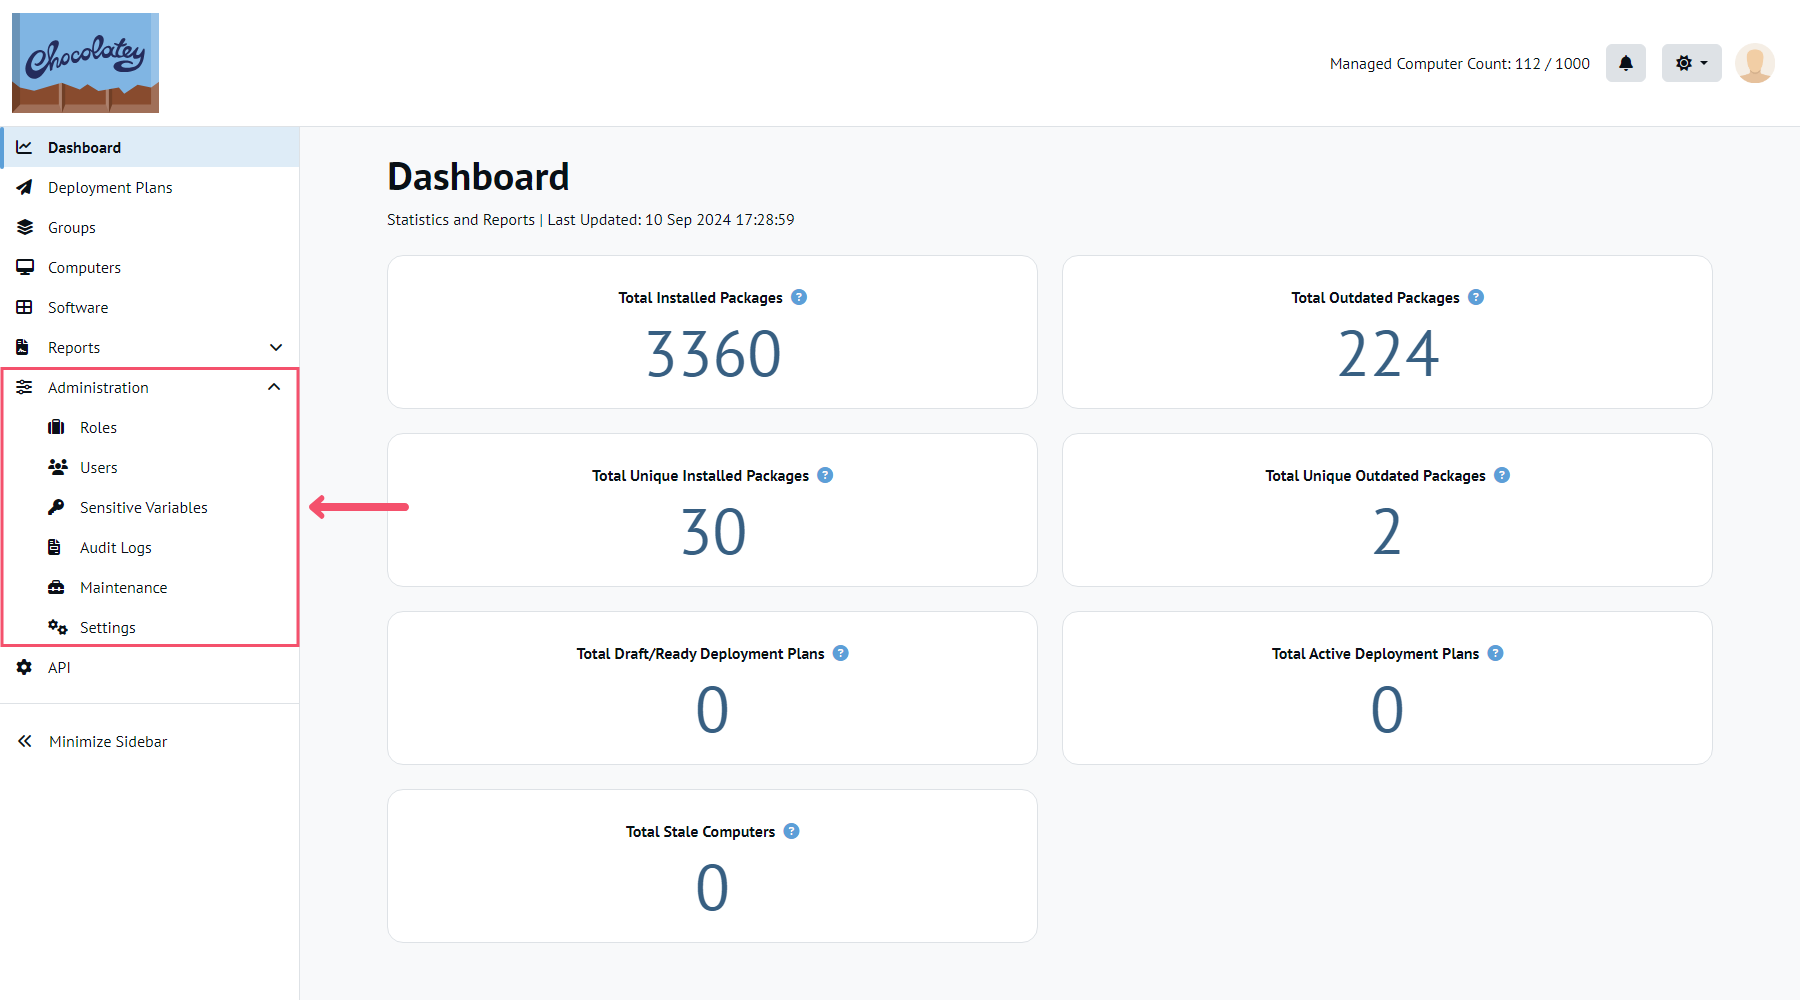 Chocolatey
Managed Computer Count: 112 / 1000
Dashboard
Deployment Plans
Groups
Computers
Software
Reports
Administration
Roles
Users
Sensitive Variables
Audit Logs
Maintenance
Settings
API
Minimize Sidebar
Dashboard
Statistics and Reports | Last Updated: 10 Sep 2024 17:28:59
Total Installed Packages ?
3360
Total Outdated Packages ?
224
Total Unique Installed Packages ?
30
Total Unique Outdated Packages ?
2
Total Draft/Ready Deployment Plans ?
0
Total Active Deployment Plans ?
0
Total Stale Computers ?
0